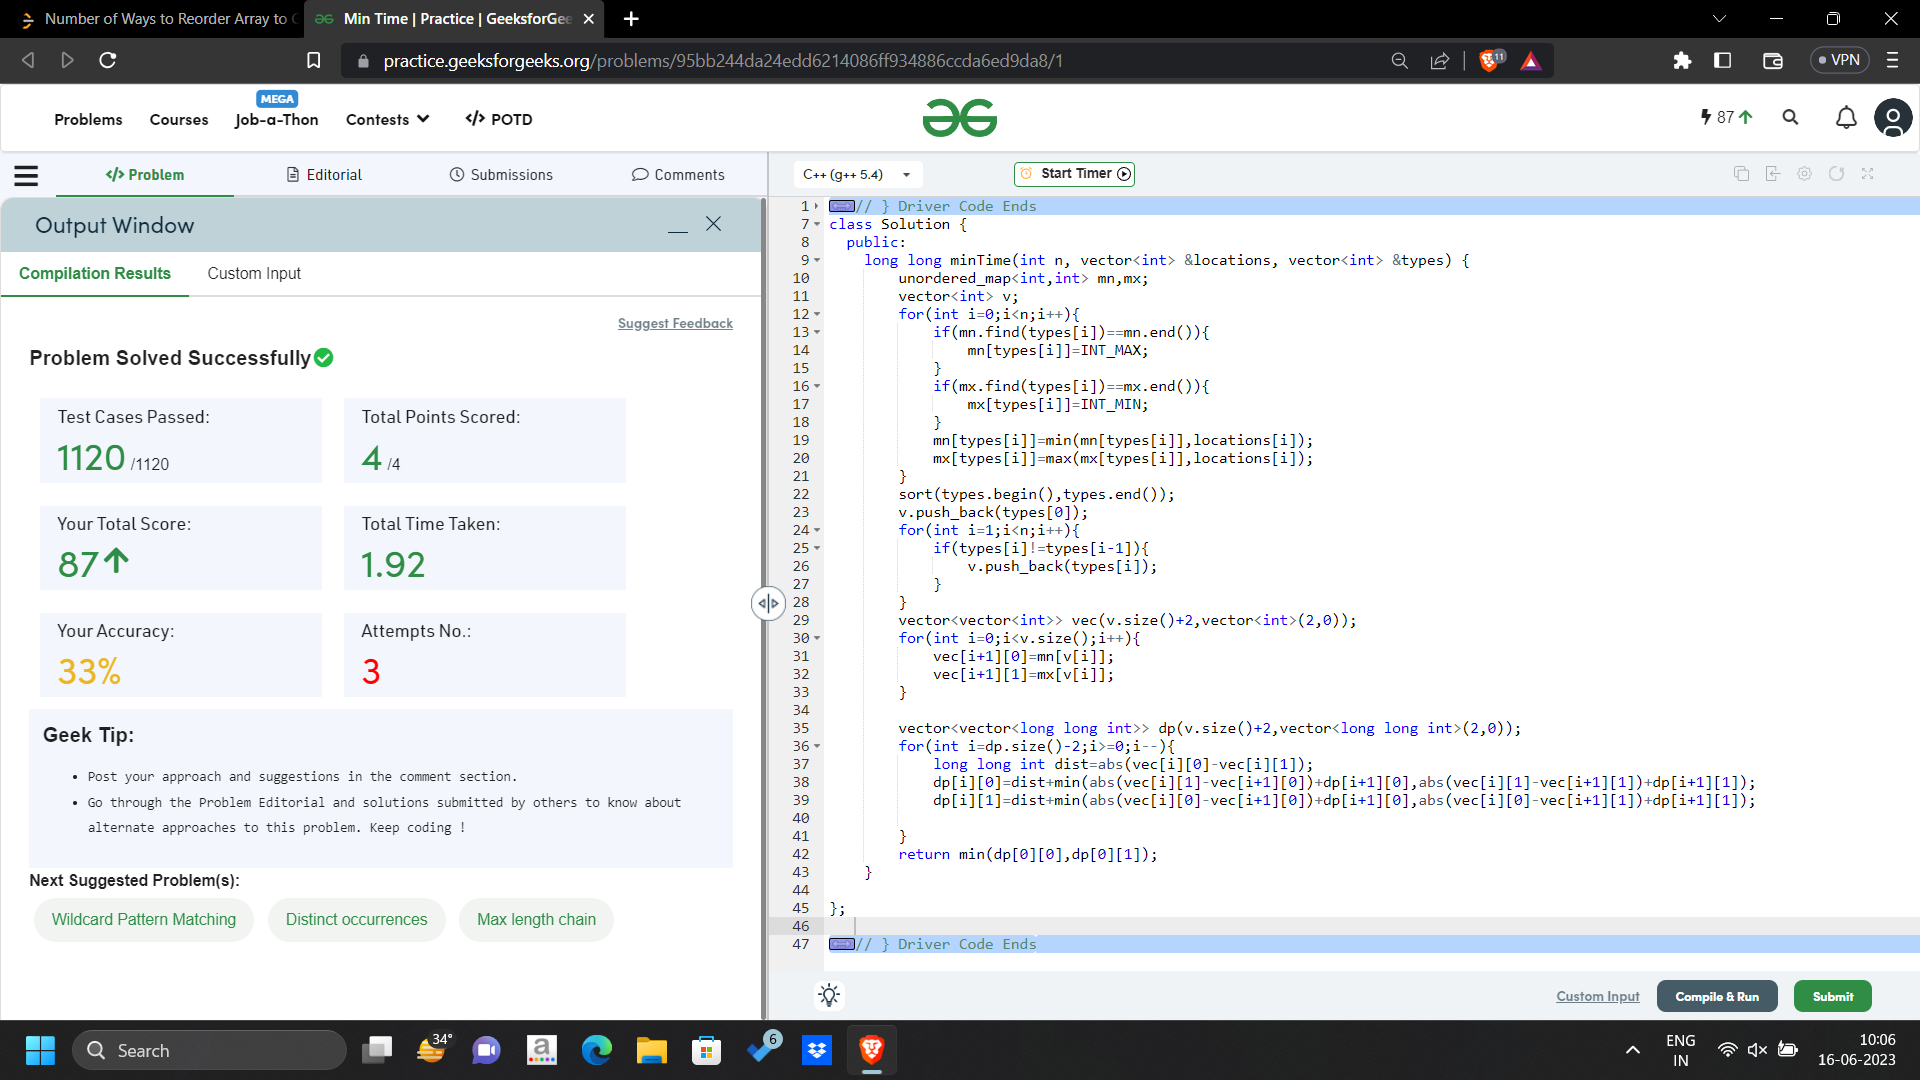 Number of Ways to Reorder Array to
Min Time | Practice | GeeksforGee
practice.geeksforgeeks.org/problems/95bb244da24edd6214086ff934886ccda6ed9da8/1
11
VPN
Problems
Courses
MEGA
Job-a-Thon
Contests
</> POTD
87
</> Problem
Editorial
Submissions
Comments
C++ (g++ 5.4)
Start Timer
Output Window
Compilation Results
Custom Input
Suggest Feedback
Problem Solved Successfully
Test Cases Passed:
1120 /1120
Total Points Scored:
4 /4
Your Total Score:
87
Total Time Taken:
1.92
Your Accuracy:
33%
Attempts No.:
3
Geek Tip:
• Post your approach and suggestions in the comment section.
• Go through the Problem Editorial and solutions submitted by others to know about
alternate approaches to this problem. Keep coding !
Next Suggested Problem(s):
Wildcard Pattern Matching
Distinct occurrences
Max length chain
1 // } Driver Code Ends
7 class Solution {
8 public:
9 long long minTime(int n, vector<int> &locations, vector<int> &types) {
10 unordered_map<int,int> mn,mx;
11 vector<int> v;
12 for(int i=0;i<n;i++){
13 if(mn.find(types[i])==mn.end()){
14 mn[types[i]]=INT_MAX;
15 }
16 if(mx.find(types[i])==mx.end()){
17 mx[types[i]]=INT_MIN;
18 }
19 mn[types[i]]=min(mn[types[i]],locations[i]);
20 mx[types[i]]=max(mx[types[i]],locations[i]);
21 }
22 sort(types.begin(),types.end());
23 v.push_back(types[0]);
24 for(int i=1;i<n;i++){
25 if(types[i]!=types[i-1]){
26 v.push_back(types[i]);
27 }
28 }
29 vector<vector<int>> vec(v.size()+2,vector<int>(2,0));
30 for(int i=0;i<v.size();i++){
31 vec[i+1][0]=mn[v[i]];
32 vec[i+1][1]=mx[v[i]];
33 }
34
35 vector<vector<long long int>> dp(v.size()+2,vector<long long int>(2,0));
36 for(int i=dp.size()-2;i>=0;i--){
37 long long int dist=abs(vec[i][0]-vec[i][1]);
38 dp[i][0]=dist+min(abs(vec[i][1]-vec[i+1][0])+dp[i+1][0],abs(vec[i][1]-vec[i+1][1])+dp[i+1][1]);
39 dp[i][1]=dist+min(abs(vec[i][0]-vec[i+1][0])+dp[i+1][0],abs(vec[i][0]-vec[i+1][1])+dp[i+1][1]);
40
41 }
42 return min(dp[0][0],dp[0][1]);
43 }
44
45 };
46
47 // } Driver Code Ends
Custom Input
Compile & Run
Submit
Search
34°
a
6
ENG
IN
10:06
16-06-2023